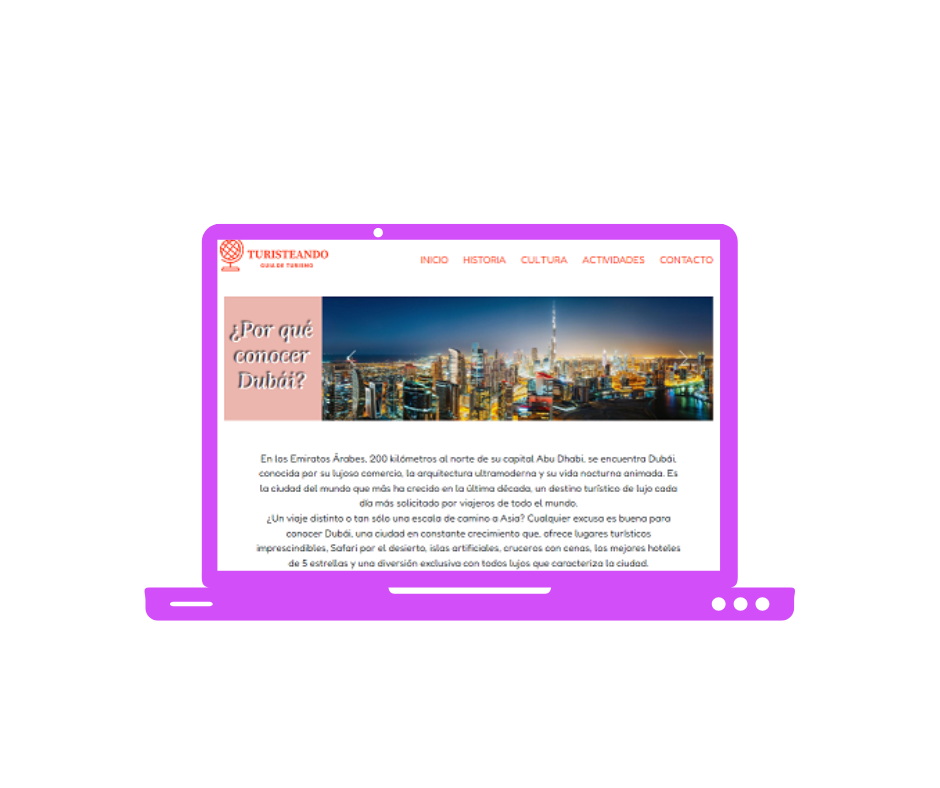 TURISTEANDO
GUIA DE TURISMO
INICIO HISTORIA CULTURA ACTIVIDADES CONTACTO
¿Por qué
conocer
Dubái?
En los Emiratos Árabes, 200 kilómetros al norte de su capital Abu Dhabi, se encuentra Dubái,
conocida por su lujoso comercio, la arquitectura ultramoderna y su vida nocturna animada. Es
la ciudad del mundo que más ha crecido en la última década, un destino turístico de lujo cada
día más solicitado por viajeros de todo el mundo.
¿Un viaje distinto o tan sólo una escala de camino a Asia? Cualquier excusa es buena para
conocer Dubái, una ciudad en constante crecimiento que, ofrece lugares turísticos
imprescindibles, Safari por el desierto, islas artificiales, cruceros con cenas, los mejores hoteles
de 5 estrellas y una diversión exclusiva con todos lujos que caracteriza la ciudad.